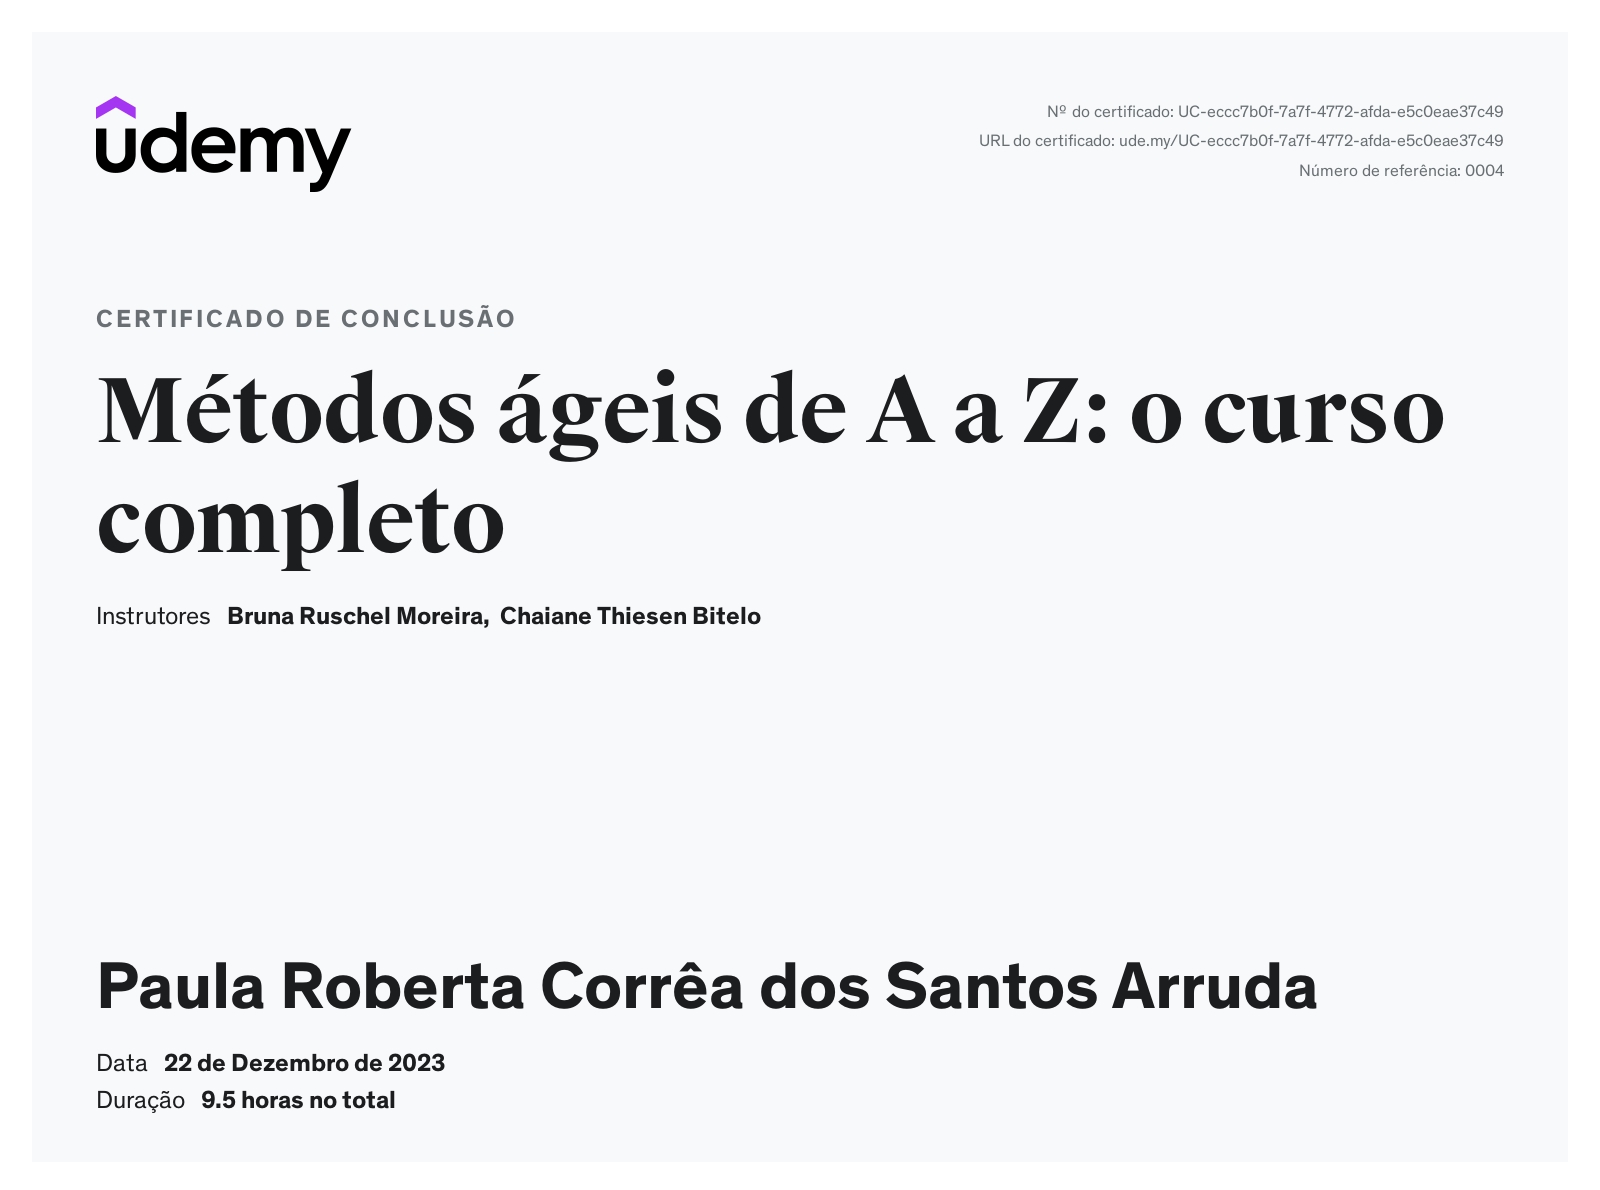 udemy
Nº do certificado: UC-eccc7b0f-7a7f-4772-afda-e5c0eae37c49
URL do certificado: ude.my/UC-eccc7b0f-7a7f-4772-afda-e5c0eae37c49
Número de referência: 0004
CERTIFICADO DE CONCLUSÃO
Métodos ágeis de A a Z: o curso
completo
Instrutores Bruna Ruschel Moreira, Chaiane Thiesen Bitelo
Paula Roberta Corrêa dos Santos Arruda
Data 22 de Dezembro de 2023
Duração 9.5 horas no total